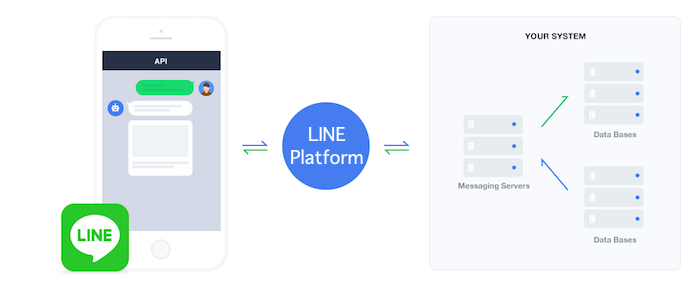 API
LINE
LINE
Platform
YOUR SYSTEM
Messaging Servers
Data Bases
Data Bases